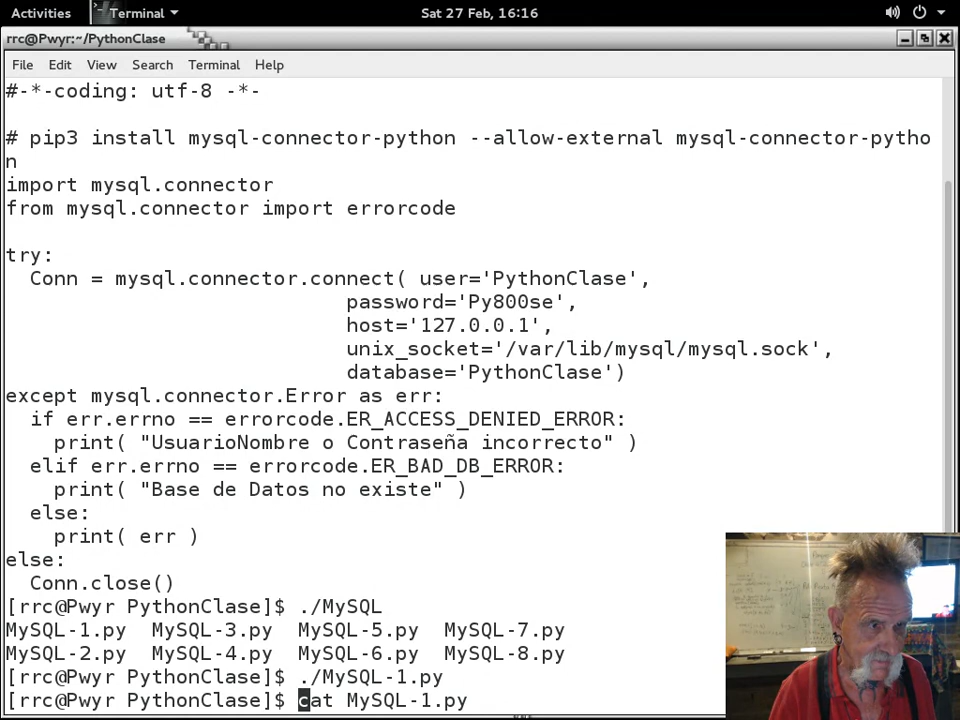 Activities Terminal Sat 27 Feb, 16:16
rrc@Pwyr:~/PythonClase
File Edit View Search Terminal Help
#-*-coding: utf-8 -*-
# pip3 install mysql-connector-python --allow-external mysql-connector-pytho
n
import mysql.connector
from mysql.connector import errorcode
try:
  Conn = mysql.connector.connect( user='PythonClase',
                            password='Py800se',
                            host='127.0.0.1',
                            unix_socket='/var/lib/mysql/mysql.sock',
                            database='PythonClase')
except mysql.connector.Error as err:
  if err.errno == errorcode.ER_ACCESS_DENIED_ERROR:
    print( "UsuarioNombre o Contraseña incorrecto" )
  elif err.errno == errorcode.ER_BAD_DB_ERROR:
    print( "Base de Datos no existe" )
  else:
    print( err )
else:
  Conn.close()
[rrc@Pwyr PythonClase]$ ./MySQL
MySQL-1.py  MySQL-3.py  MySQL-5.py  MySQL-7.py
MySQL-2.py  MySQL-4.py  MySQL-6.py  MySQL-8.py
[rrc@Pwyr PythonClase]$ ./MySQL-1.py
[rrc@Pwyr PythonClase]$ cat MySQL-1.py